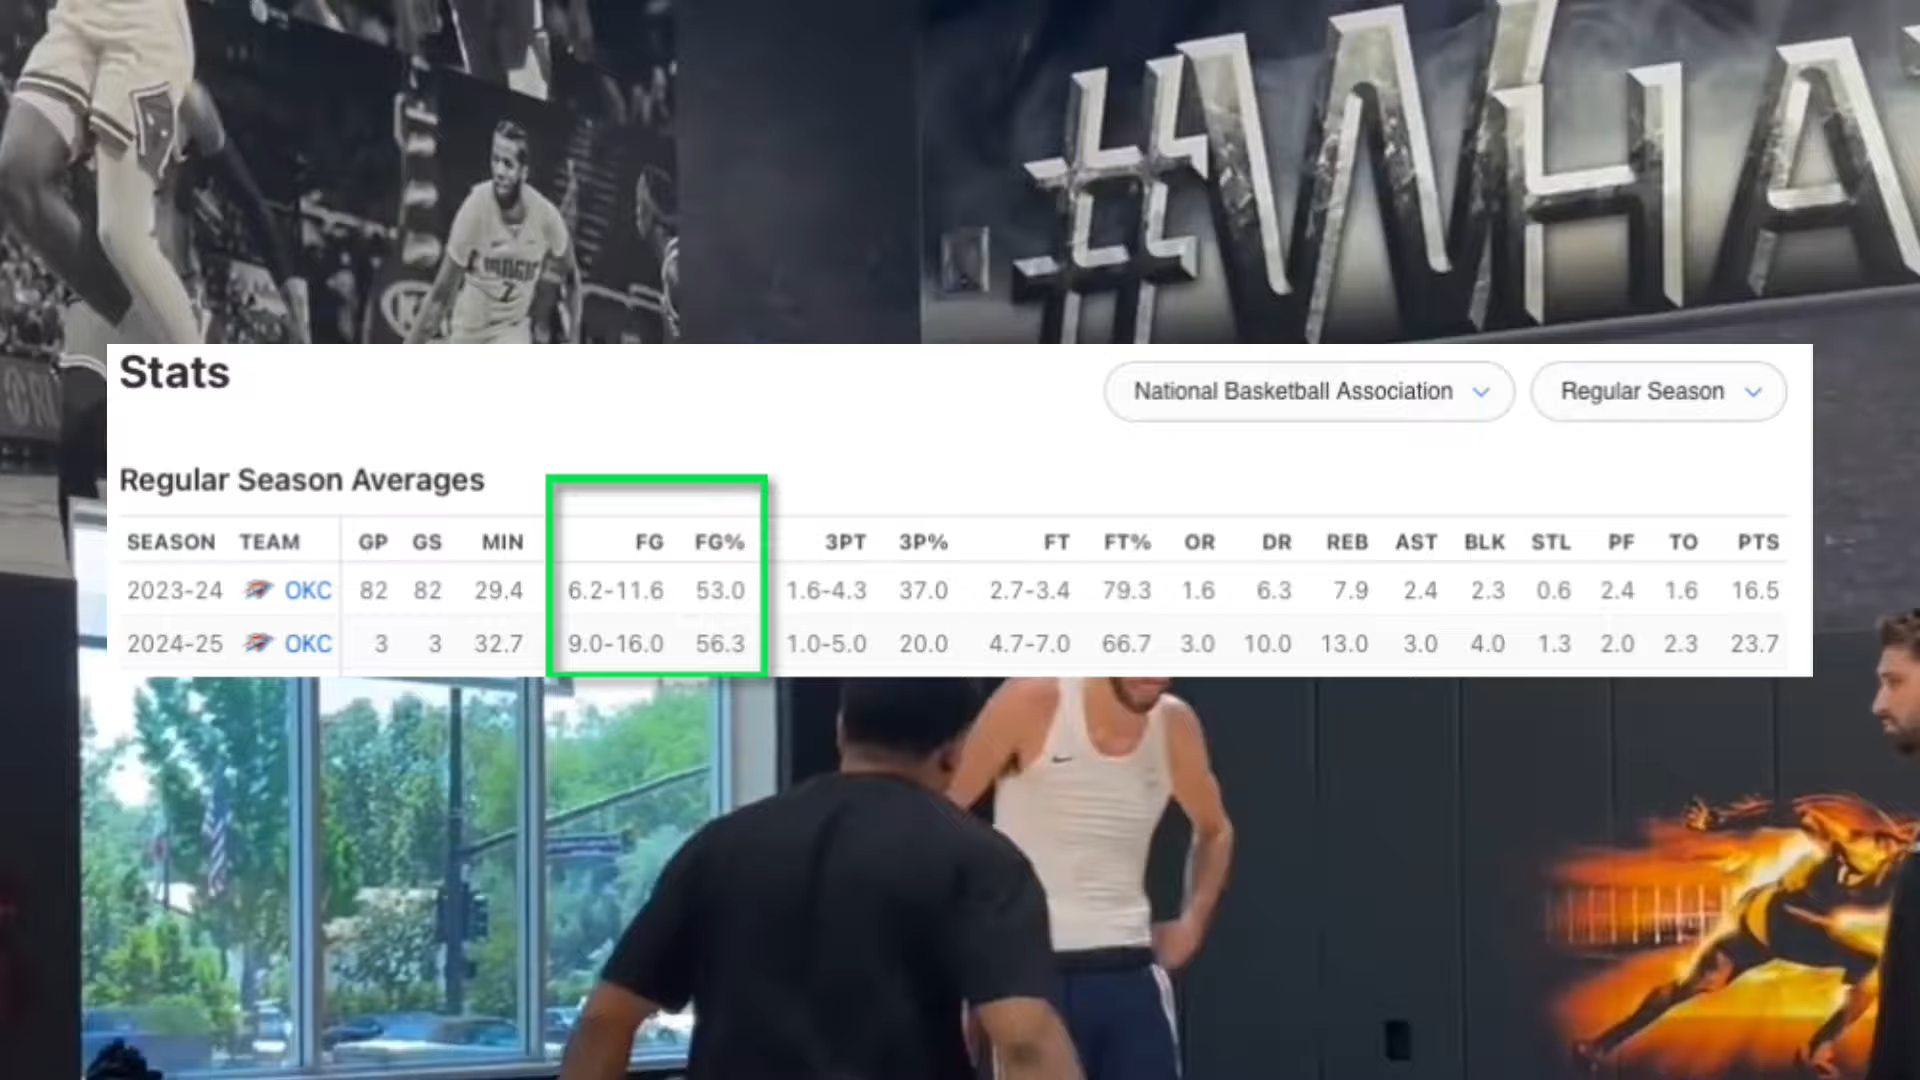 #WHA
MAGIC
7
Stats
National Basketball Association
Regular Season
Regular Season Averages
SEASON TEAM GP GS MIN FG FG% 3PT 3P% FT FT% OR DR REB AST BLK STL PF TO PTS
2023-24 OKC 82 82 29.4 6.2-11.6 53.0 1.6-4.3 37.0 2.7-3.4 79.3 1.6 6.3 7.9 2.4 2.3 0.6 2.4 1.6 16.5
2024-25 OKC 3 3 32.7 9.0-16.0 56.3 1.0-5.0 20.0 4.7-7.0 66.7 3.0 10.0 13.0 3.0 4.0 1.3 2.0 2.3 23.7